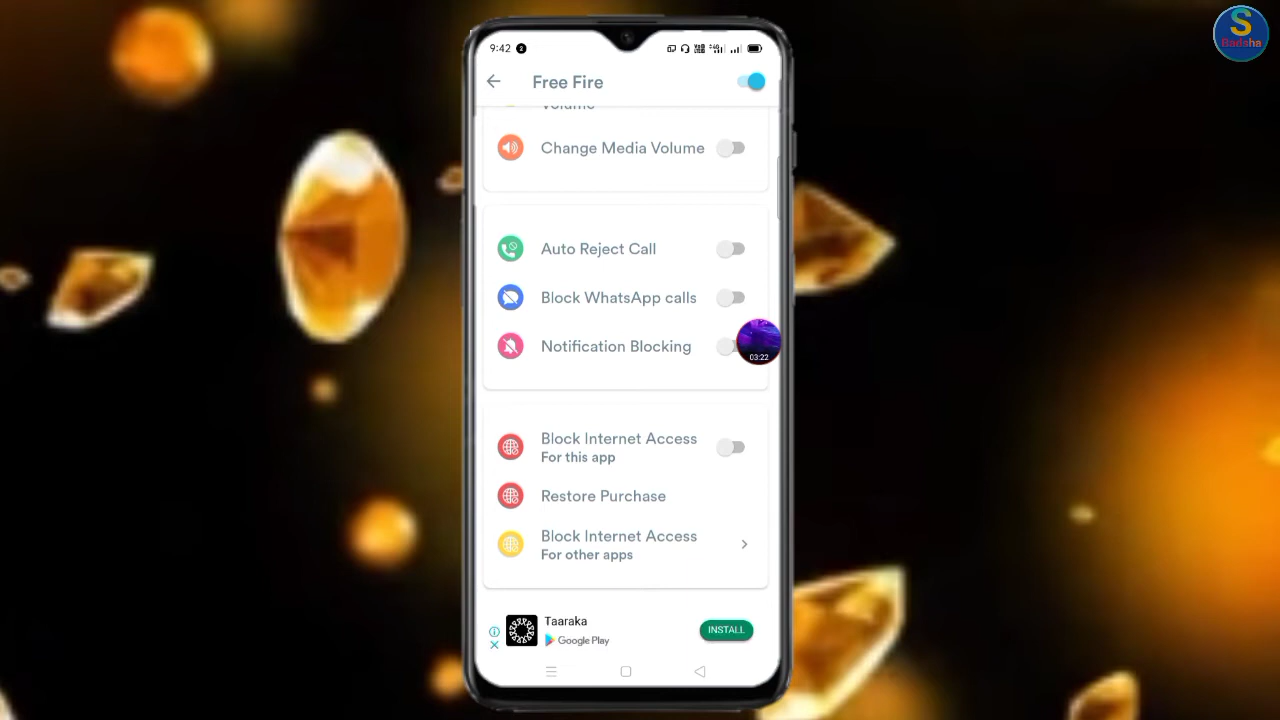 S
Badsha
9:42
Free Fire
Volume
Change Media Volume
Auto Reject Call
Block WhatsApp calls
Notification Blocking
03:22
Block Internet Access
For this app
Restore Purchase
Block Internet Access
For other apps
Taaraka
Google Play
INSTALL